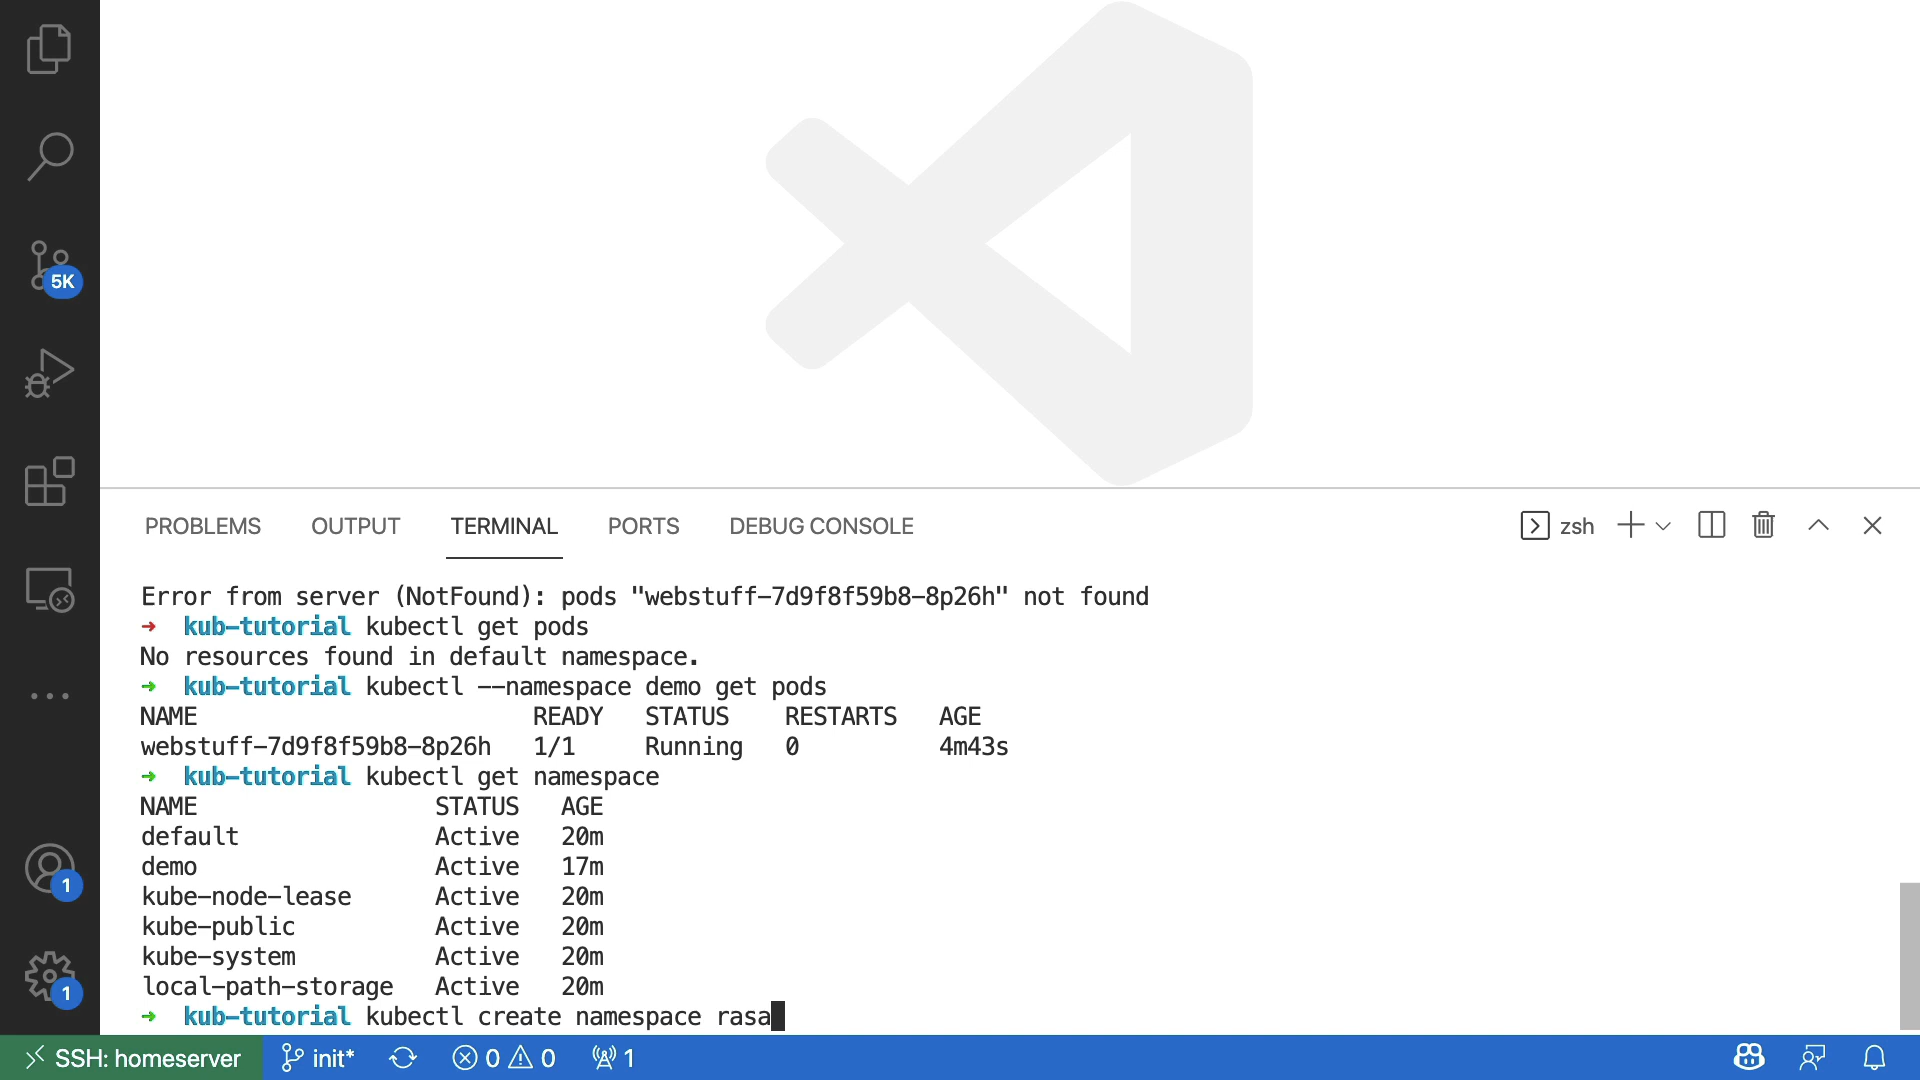 5K
PROBLEMS OUTPUT TERMINAL PORTS DEBUG CONSOLE zsh
Error from server (NotFound): pods "webstuff-7d9f8f59b8-8p26h" not found
→ kub-tutorial kubectl get pods
No resources found in default namespace.
→ kub-tutorial kubectl --namespace demo get pods
NAME READY STATUS RESTARTS AGE
webstuff-7d9f8f59b8-8p26h 1/1 Running 0 4m43s
→ kub-tutorial kubectl get namespace
NAME STATUS AGE
default Active 20m
demo Active 17m
kube-node-lease Active 20m
kube-public Active 20m
kube-system Active 20m
local-path-storage Active 20m
→ kub-tutorial kubectl create namespace rasa
1
1
SSH: homeserver init* 0 0 1